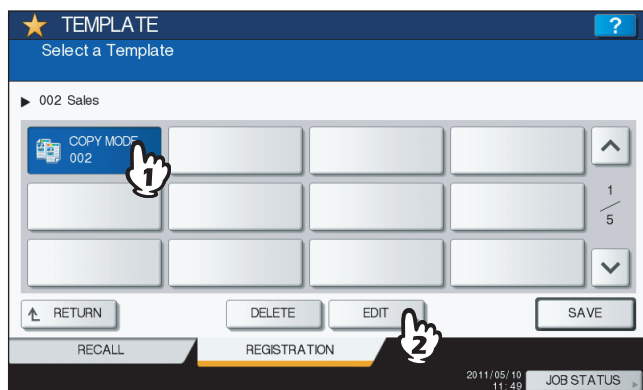 TEMPLATE
?
Select a Template
002 Sales
COPY MODE
002
1
1
5
RETURN
DELETE
EDIT
SAVE
2
RECALL
REGISTRATION
2011/05/10
11:49
JOB STATUS